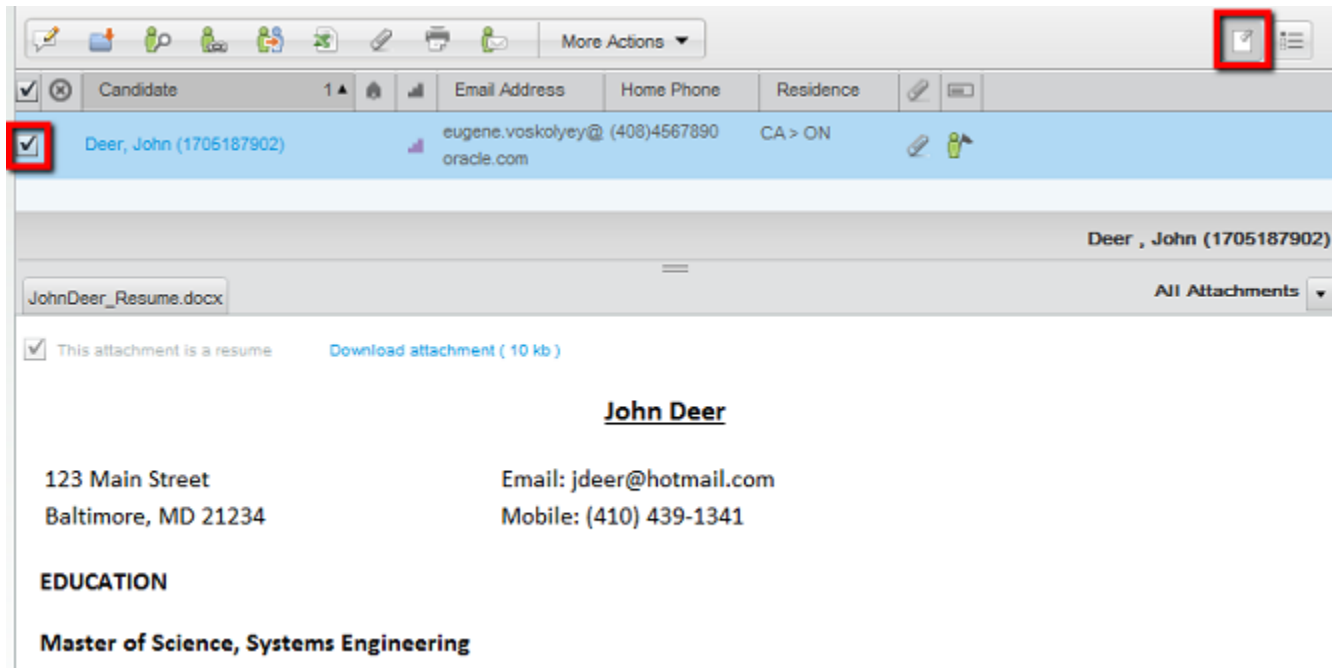 More Actions
Candidate 1 Email Address Home Phone Residence
Deer, John (1705187902) eugene.voskolyey@ (408)4567890 CA > ON
oracle.com
Deer , John (1705187902)
JohnDeer_Resume.docx All Attachments
This attachment is a resume Download attachment ( 10 kb )
John Deer
123 Main Street Email: jdeer@hotmail.com
Baltimore, MD 21234 Mobile: (410) 439-1341
EDUCATION
Master of Science, Systems Engineering